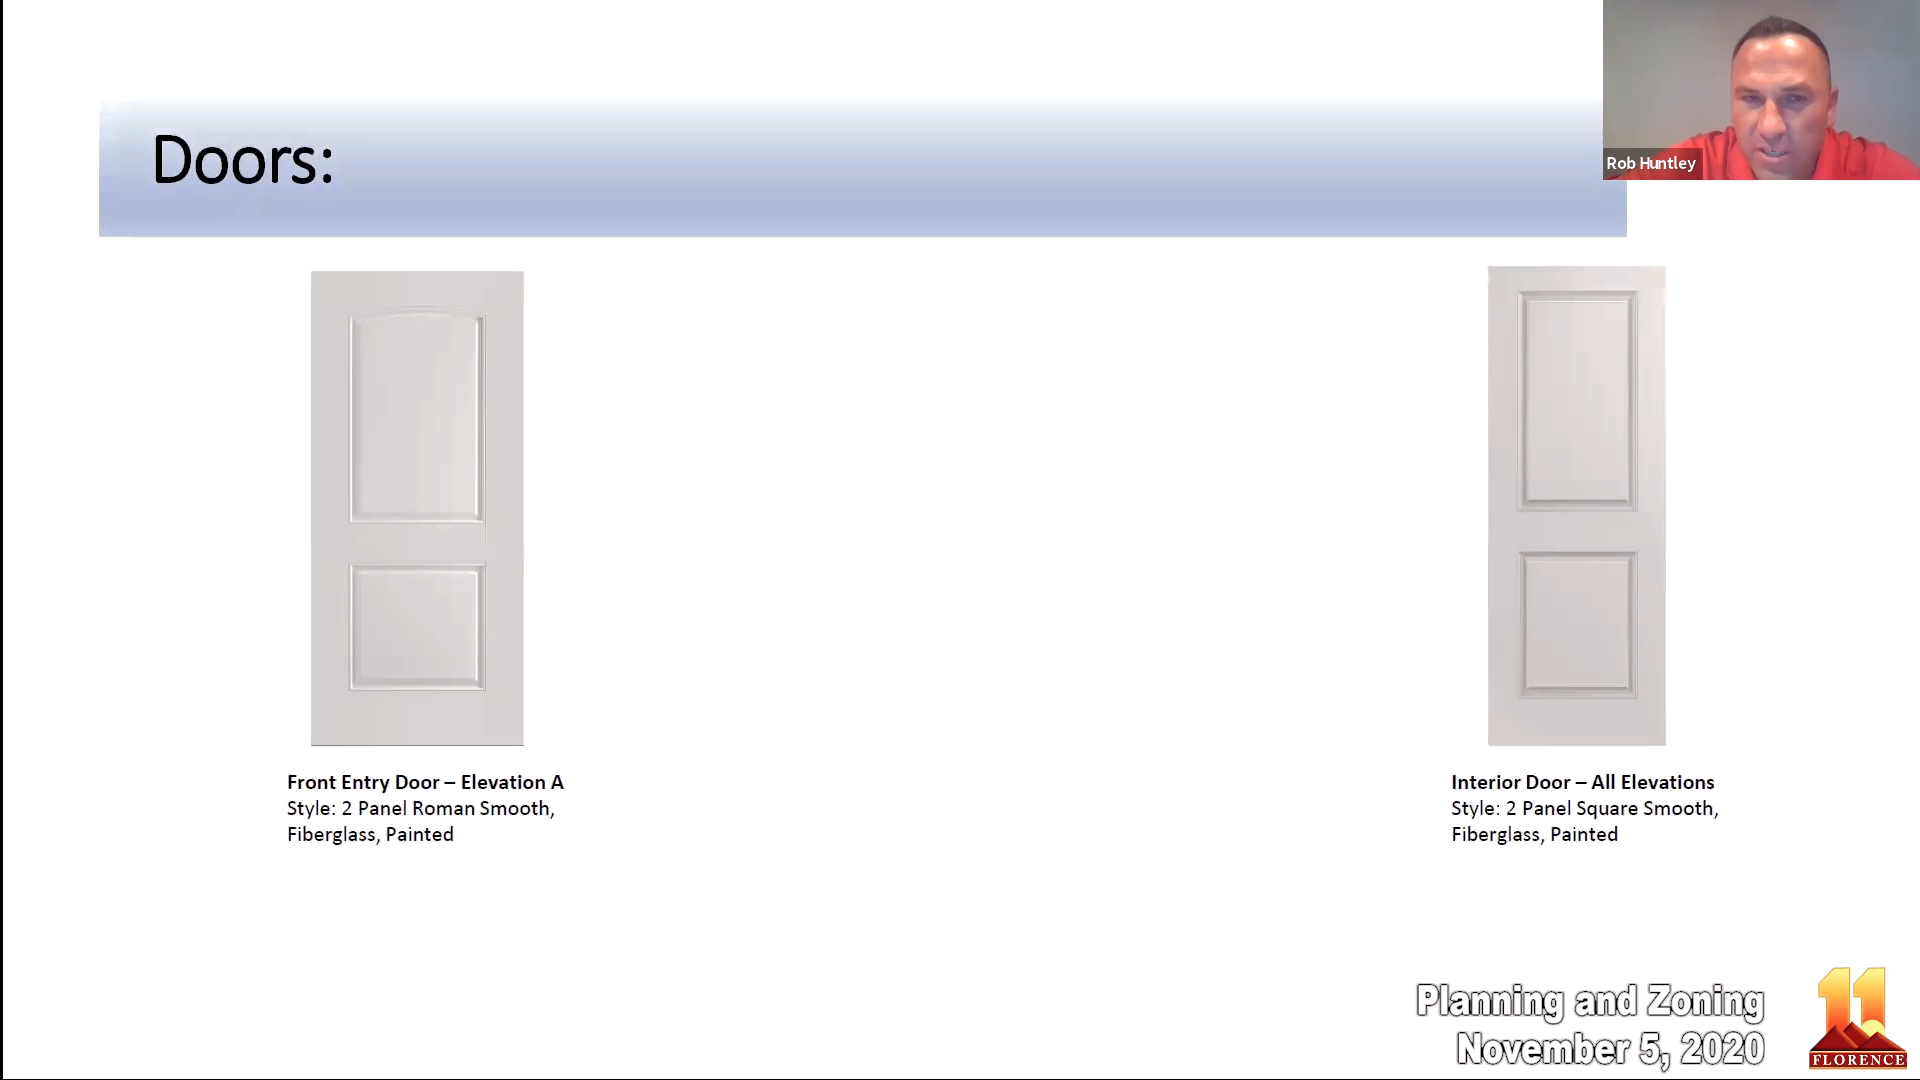 Doors:
Rob Huntley
Front Entry Door – Elevation A
Style: 2 Panel Roman Smooth,
Fiberglass, Painted
Interior Door – All Elevations
Style: 2 Panel Square Smooth,
Fiberglass, Painted
Planning and Zoning
November 5, 2020
11
FLORENCE